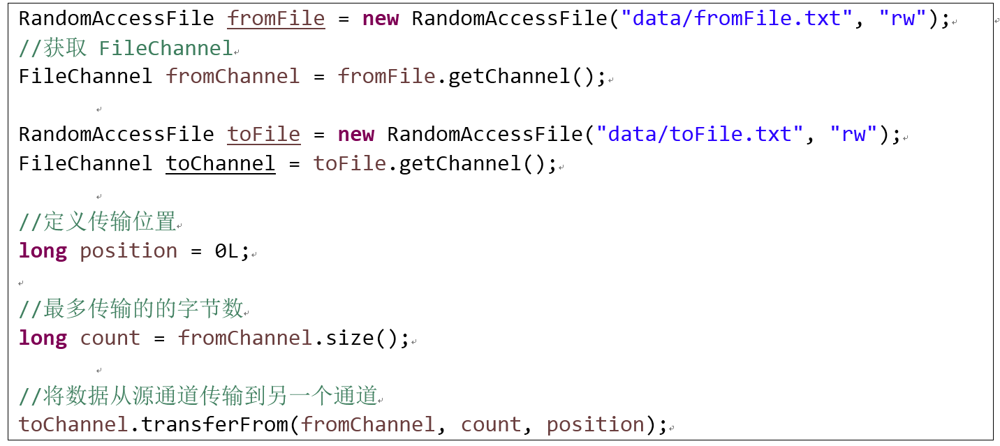 RandomAccessFile fromFile = new RandomAccessFile("data/fromFile.txt", "rw");
//获取 FileChannel
FileChannel fromChannel = fromFile.getChannel();
RandomAccessFile toFile = new RandomAccessFile("data/toFile.txt", "rw");
FileChannel toChannel = toFile.getChannel();
//定义传输位置
long position = 0L;
//最多传输的的字节数
long count = fromChannel.size();
//将数据从源通道传输到另一个通道
toChannel.transferFrom(fromChannel, count, position);